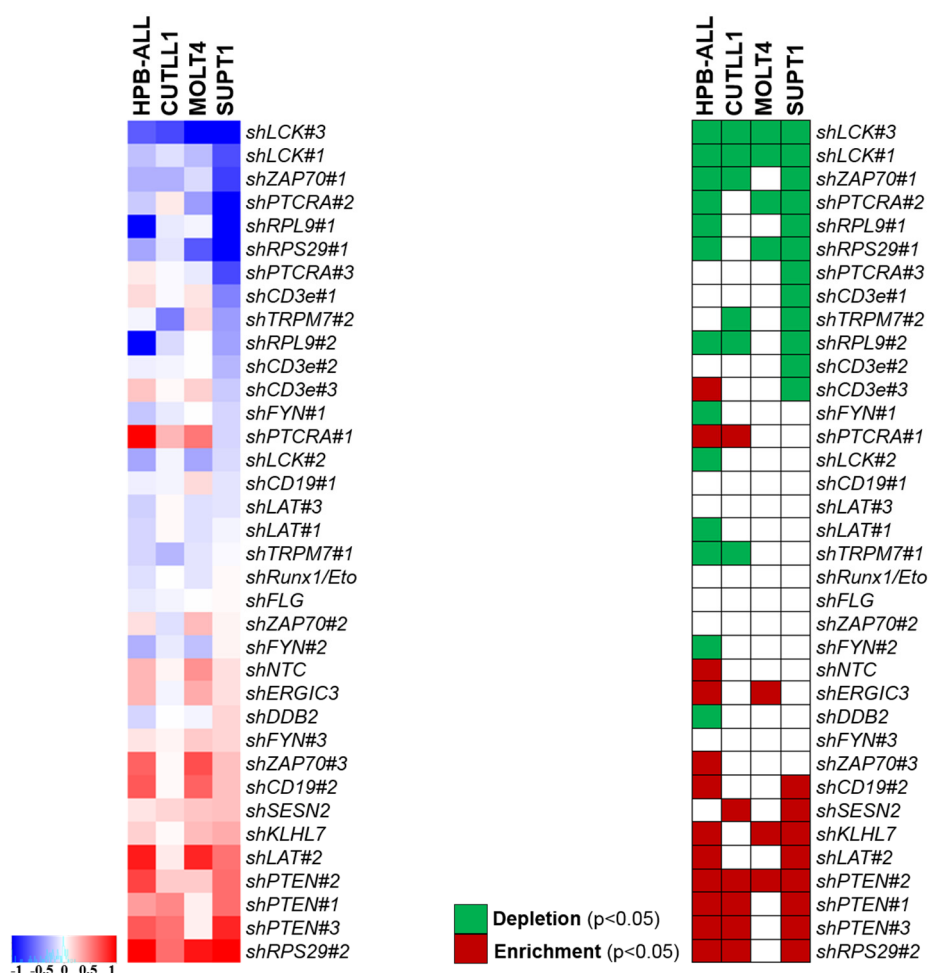 HPB-ALL CUTLL1 MOLT4 SUPT1
shLCK#3
shLCK#1
shZAP70#1
shPTCRA#2
shRPL9#1
shRPS29#1
shPTCRA#3
shCD3e#1
shTRPM7#2
shRPL9#2
shCD3e#2
shCD3e#3
shFYN#1
shPTCRA#1
shLCK#2
shCD19#1
shLAT#3
shLAT#1
shTRPM7#1
shRunx1/Eto
shFLG
shZAP70#2
shFYN#2
shNTC
shERGIC3
shDDB2
shFYN#3
shZAP70#3
shCD19#2
shSESN2
shKLHL7
shLAT#2
shPTEN#2
shPTEN#1
shPTEN#3
shRPS29#2
-1 -0.5 0 0.5 1
HPB-ALL CUTLL1 MOLT4 SUPT1
shLCK#3
shLCK#1
shZAP70#1
shPTCRA#2
shRPL9#1
shRPS29#1
shPTCRA#3
shCD3e#1
shTRPM7#2
shRPL9#2
shCD3e#2
shCD3e#3
shFYN#1
shPTCRA#1
shLCK#2
shCD19#1
shLAT#3
shLAT#1
shTRPM7#1
shRunx1/Eto
shFLG
shZAP70#2
shFYN#2
shNTC
shERGIC3
shDDB2
shFYN#3
shZAP70#3
shCD19#2
shSESN2
shKLHL7
shLAT#2
shPTEN#2
shPTEN#1
shPTEN#3
shRPS29#2
Depletion (p<0.05)
Enrichment (p<0.05)